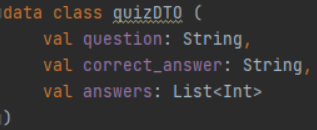 data class quizDTO (
val question: String,
val correct_answer: String,
val answers: List<Int>
)